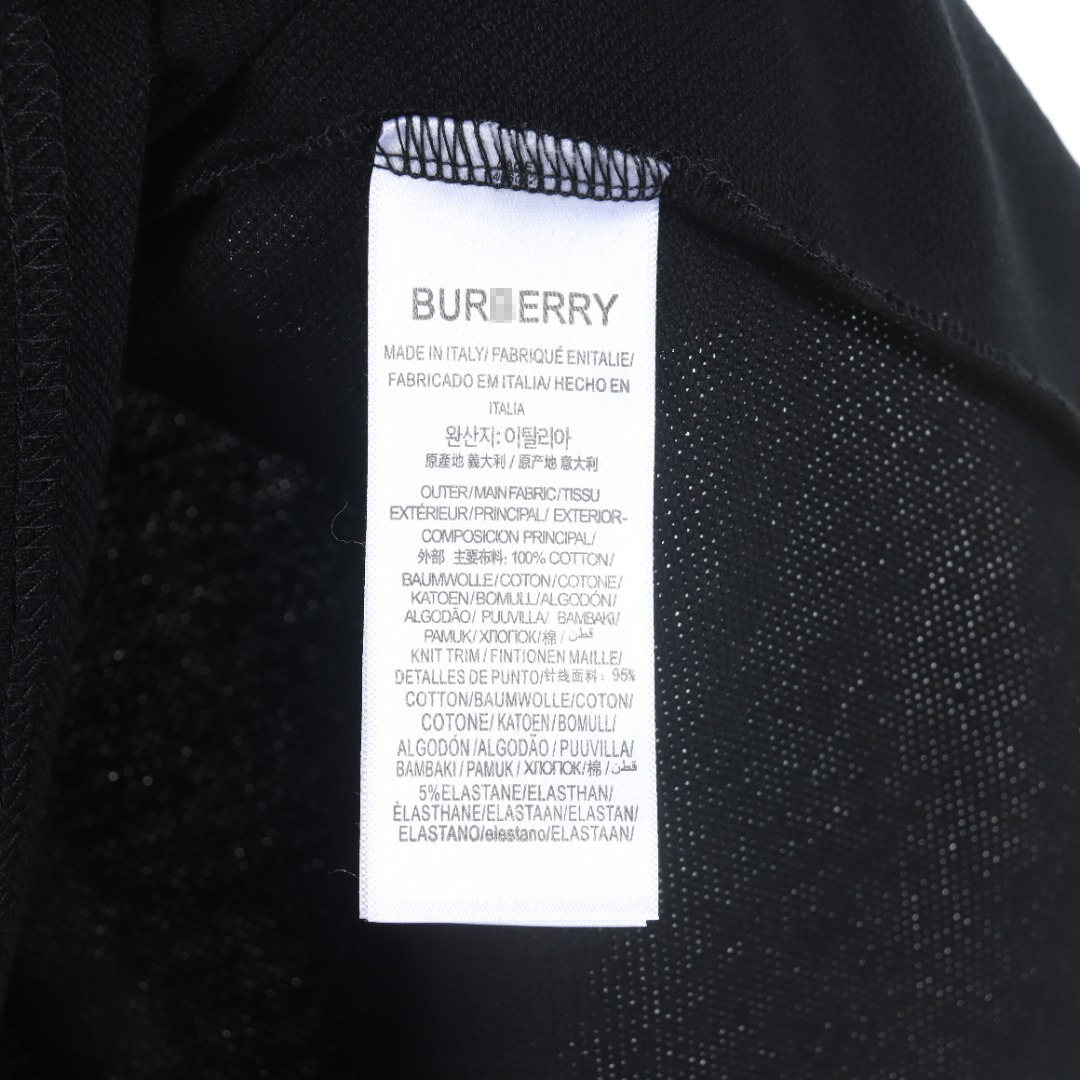 BUR ERRY
MADE IN ITALY/ FABRIQUÉ ENITALIE/
FABRICADO EM ITALIA/ HECHO EN
ITALIA
완산지: 이탈리아
原產地 義大利 / 原产地 意大利
OUTER/MAIN FABRIC/TISSU
EXTÉRIEUR/PRINCIPAL/ EXTERIOR-
COMPOSICION PRINCIPAL/
外部 主要布料: 100% COTTON/
BAUMWOLLE/COTON/COTONE/
KATOEN/BOMULL/ALGODÓN/
ALGODÃO/ PUUVILLA/ BAMBAKI/
PAMUK/ ХЛОПОК/棉 / قطن
KNIT TRIM / FINTIONEN MAILLE/
DETALLES DE PUNTO/针线面料: 95%
COTTON/BAUMWOLLE/COTON/
COTONE/ KATOEN/BOMULL/
ALGODÓN /ALGODÃO / PUUVILLA/
BAMBAKI / PAMUK / ХЛОПОК/棉 / قطن
5%ELASTANE/ELASTHAN/
ÈLASTHANE/ELASTAAN/ELASTAN/
ELASTANO/elestano/ELASTAAN/